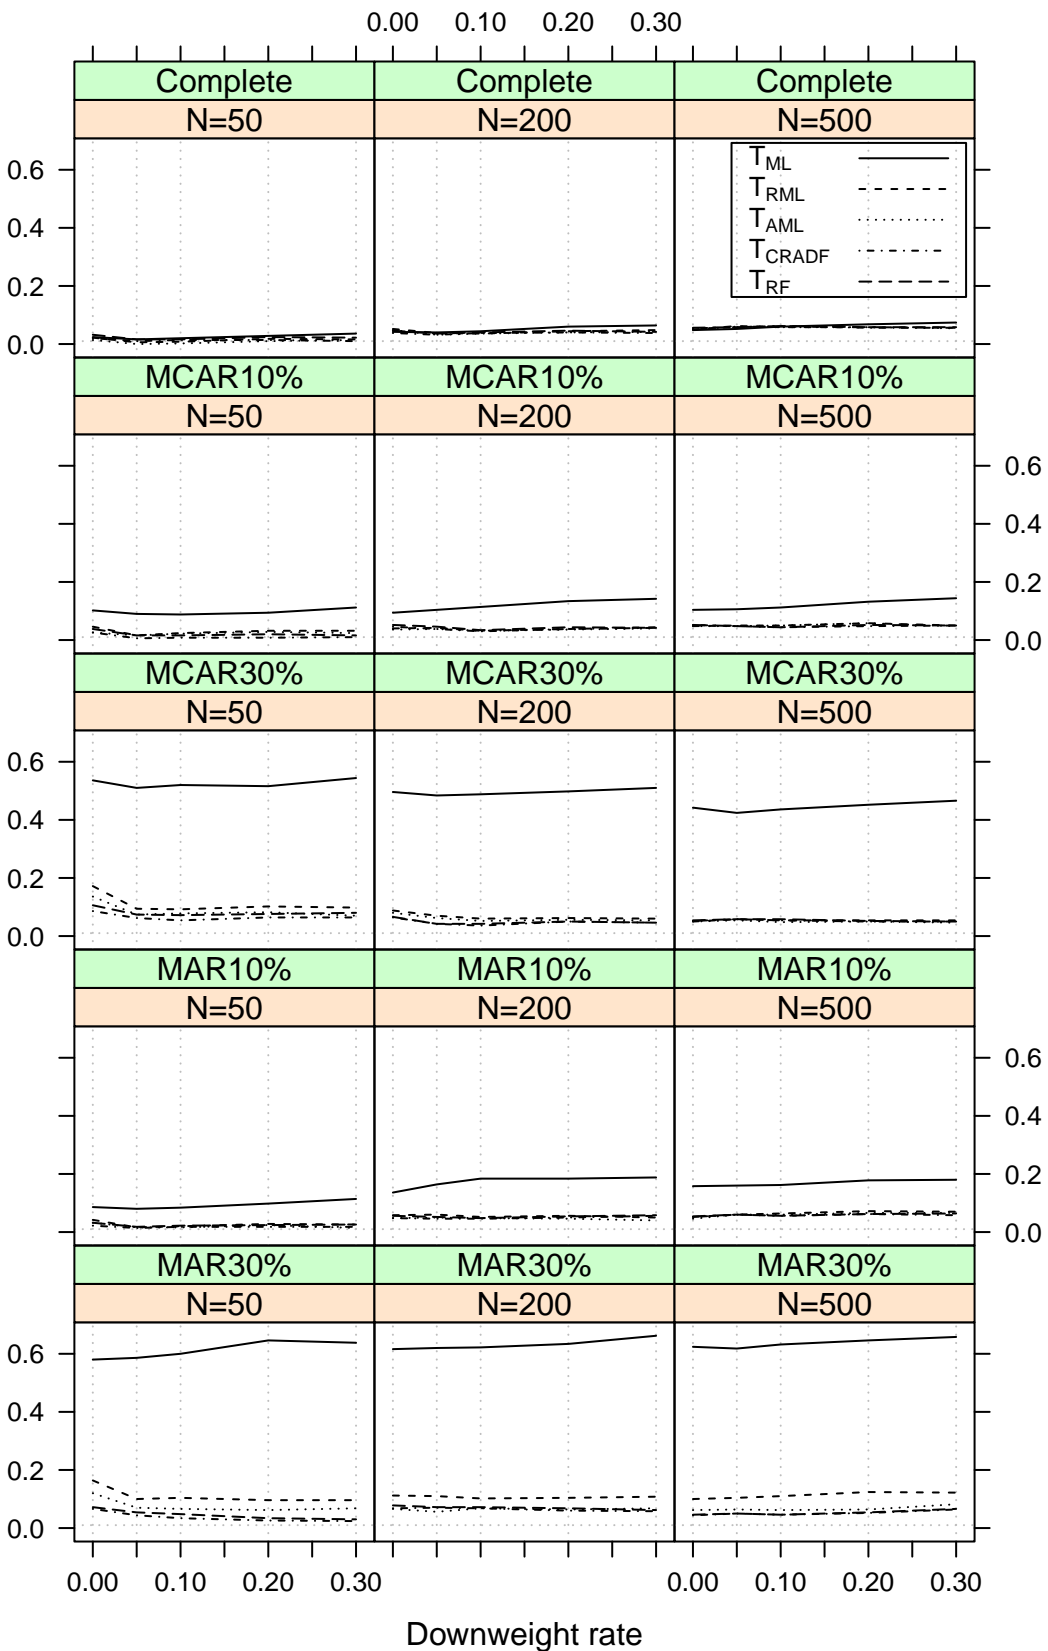 0.00 0.10 0.20 0.30
Complete Complete Complete
N=50 N=200 N=500
T_ML
T_RML
T_AML
T_CRADF
T_RF
0.6
0.4
0.2
0.0
MCAR10% MCAR10% MCAR10%
N=50 N=200 N=500
0.6
0.4
0.2
0.0
MCAR30% MCAR30% MCAR30%
N=50 N=200 N=500
0.6
0.4
0.2
0.0
MAR10% MAR10% MAR10%
N=50 N=200 N=500
0.6
0.4
0.2
0.0
MAR30% MAR30% MAR30%
N=50 N=200 N=500
0.6
0.4
0.2
0.0
0.00 0.10 0.20 0.30 0.00 0.10 0.20 0.30
Downweight rate